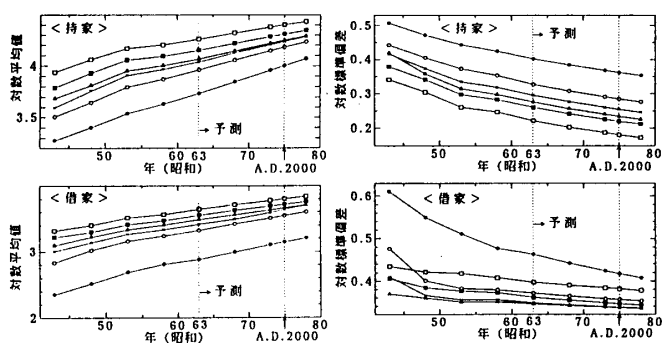 <持家>
対数平均値
4
3.5
→予測
50 60 63 70 80
年(昭和) A.D.2000
<持家>
対数標準偏差
0.5
0.4
0.3
0.2
→予測
50 60 63 70 80
年(昭和) A.D.2000
<借家>
対数平均値
3
2
→予測
50 60 63 70 80
年(昭和) A.D.2000
<借家>
対数標準偏差
0.6
0.5
0.4
→予測
50 60 63 70 80
年(昭和) A.D.2000